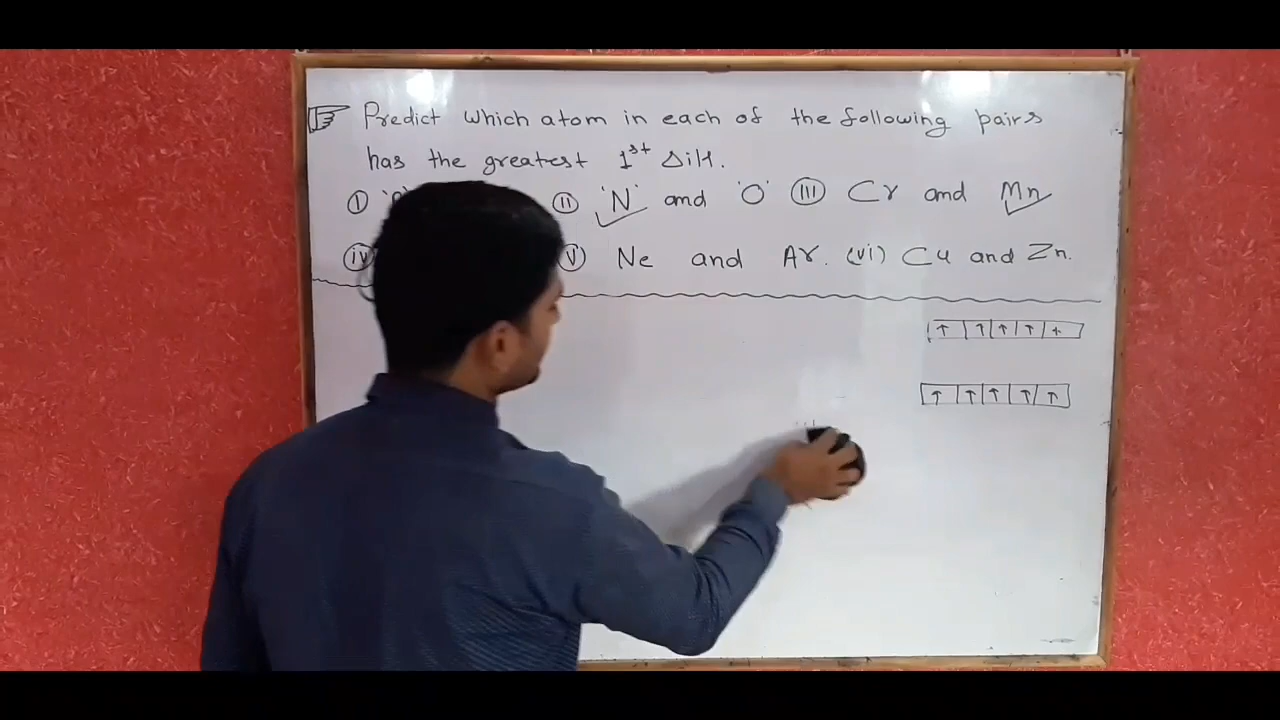 Predict which atom in each of the following pairs
has the greatest 1st ΔiH.
(I) (II) 'N' and 'O' (III) Cr and Mn
(iv) (V) Ne and Ar. (vi) Cu and Zn.
↑ ↑ ↑ ↑ ↑
↑ ↑ ↑ ↑ ↑